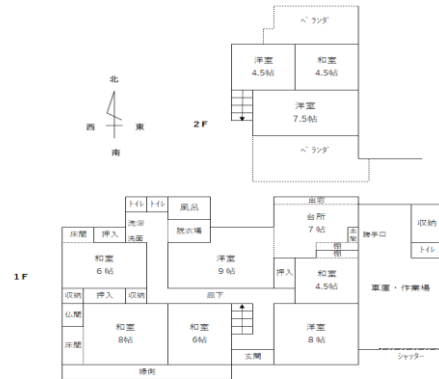 ベランダ
洋室
4.5帖
和室
4.5帖
北
西
東
南
2F
洋室
7.5帖
ベランダ
トイレ
トイレ
風呂
出窓
台所
7帖
収納
床間
押入
洗濯
洗面
脱衣場
勝手口
棚
棚
トイレ
和室
6帖
洋室
9帖
押入
和室
4.5帖
1F
車庫・作業場
収納
押入
収納
廊下
仏間
和室
8帖
和室
6帖
洋室
8帖
床間
玄関
シャッター
縁側